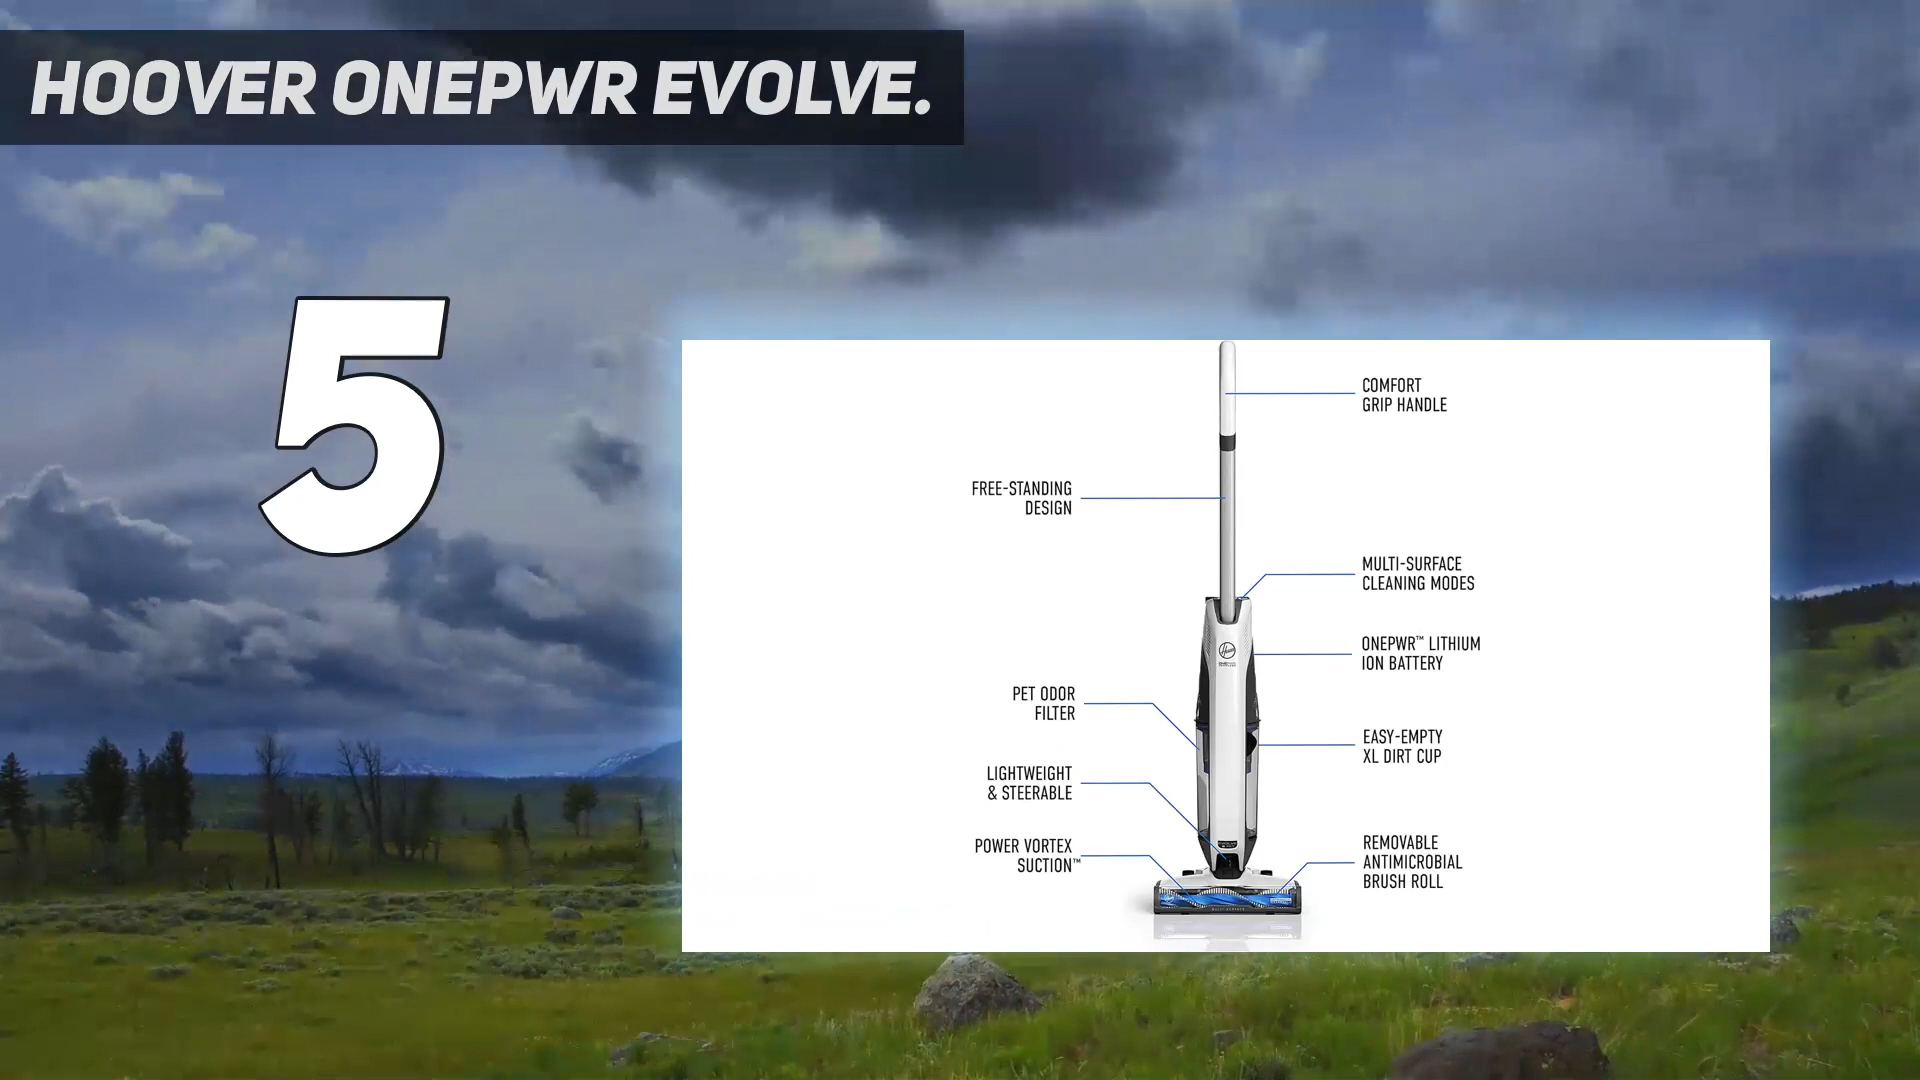 HOOVER ONEPWR EVOLVE.
5
COMFORT
GRIP HANDLE
FREE-STANDING
DESIGN
MULTI-SURFACE
CLEANING MODES
ONEPWR™ LITHIUM
ION BATTERY
PET ODOR
FILTER
EASY-EMPTY
XL DIRT CUP
LIGHTWEIGHT
& STEERABLE
POWER VORTEX
SUCTION™
REMOVABLE
ANTIMICROBIAL
BRUSH ROLL